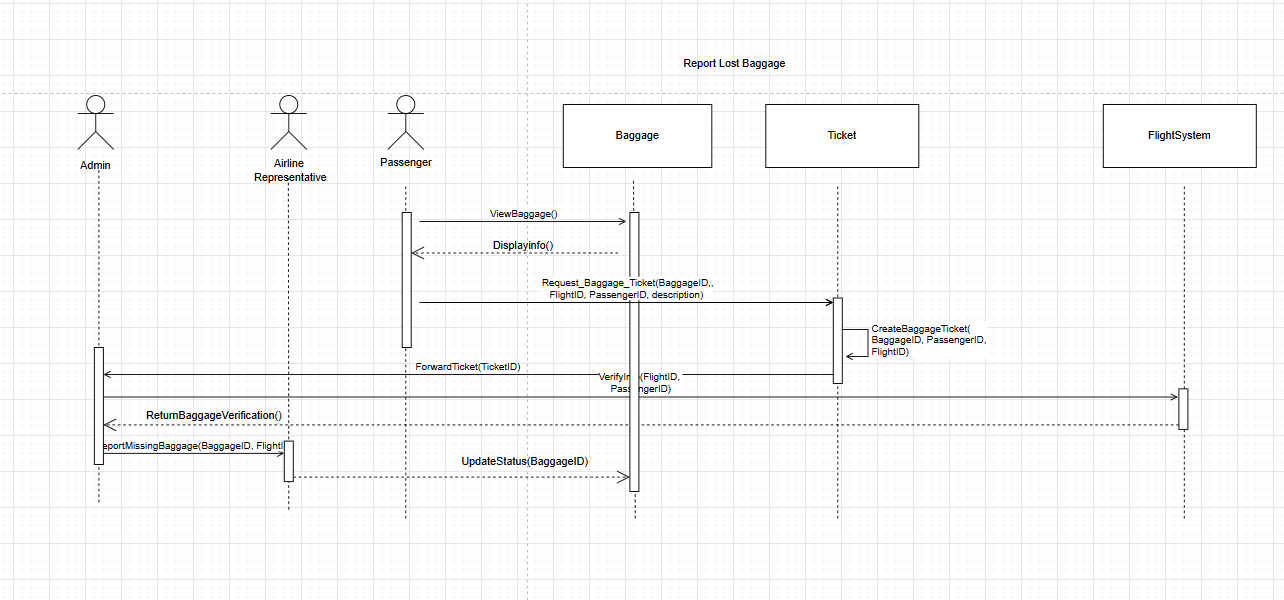 Report Lost Baggage
Admin
Airline
Representative
Passenger
Baggage
Ticket
FlightSystem
ViewBaggage()
Displayinfo()
Request_Baggage_Ticket(BaggageID,,
FlightID, PassengerID, description)
CreateBaggageTicket(
BaggageID, PassengerID,
FlightID)
ForwardTicket(TicketID)
(FlightID,
ReturnBaggageVerification()
(BaggageID,
UpdateStatus(BaggageID)